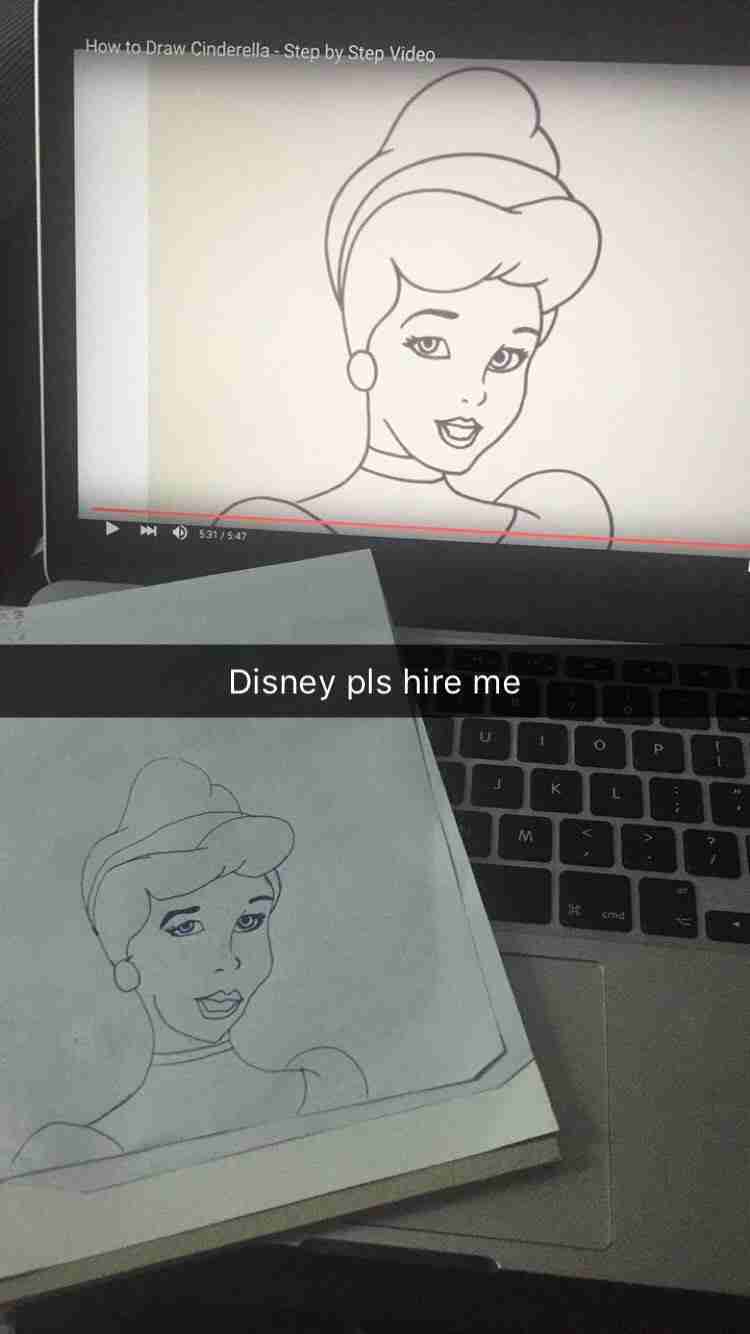 How to Draw Cinderella - Step by Step Video
5:31 / 5:47
Disney pls hire me
U I O P
J K L : ;
M < , > . ? /
⌘ cmd